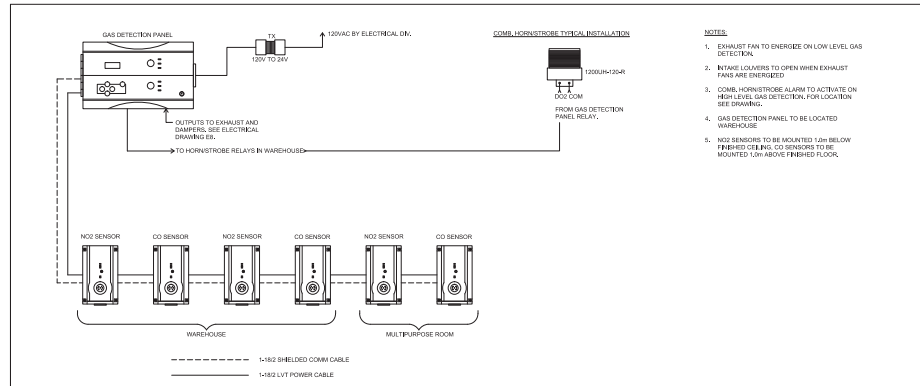 GAS DETECTION PANEL
TX
120V TO 24V
120VAC BY ELECTRICAL DIV.
OUTPUTS TO EXHAUST AND
DAMPERS. SEE ELECTRICAL
DRAWING E8.
TO HORN/STROBE RELAYS IN WAREHOUSE
COMB. HORN/STROBE TYPICAL INSTALLATION
1200UH-120-R
DO2 COM
FROM GAS DETECTION
PANEL RELAY.
NOTES:
1. EXHAUST FAN TO ENERGIZE ON LOW LEVEL GAS
DETECTION.
2. INTAKE LOUVERS TO OPEN WHEN EXHAUST
FANS ARE ENERGIZED
3. COMB. HORN/STROBE ALARM TO ACTIVATE ON
HIGH LEVEL GAS DETECTION. FOR LOCATION
SEE DRAWING.
4. GAS DETECTION PANEL TO BE LOCATED
WAREHOUSE
5. NO2 SENSORS TO BE MOUNTED 1.0m BELOW
FINISHED CEILING, CO SENSORS TO BE
MOUNTED 1.0m ABOVE FINISHED FLOOR.
NO2 SENSOR
CO SENSOR
NO2 SENSOR
CO SENSOR
NO2 SENSOR
CO SENSOR
WAREHOUSE
MULTIPURPOSE ROOM
1-18/2 SHIELDED COMM CABLE
1-18/2 LVT POWER CABLE